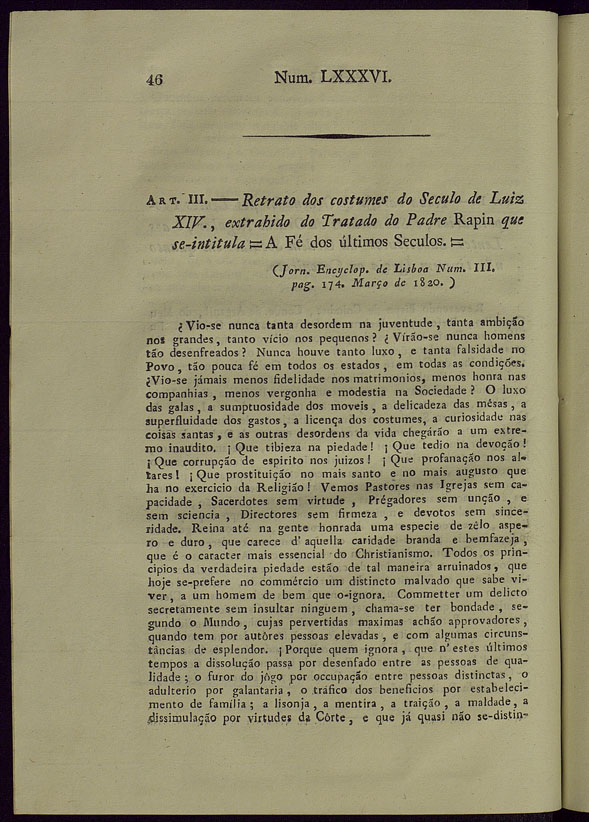 46
Num. LXXXVI.
ART. III. — Retrato dos costumes do Seculo de Luiz
XIV., extrahido do Tratado do Padre Rapin que
se-intitula = A Fé dos últimos Seculos. =
(Jorn. Encyclop. de Lisboa Num. III.
pag. 174. Março de 1820.)
¿Vio-se nunca tanta desordem na juventude, tanta ambição
nos grandes, tanto vício nos pequenos? ¿Vírão-se nunca homens
tão desenfreados? Nunca houve tanto luxo, e tanta falsidade no
Povo, tão pouca fé em todos os estados, em todas as condições.
¿Vio-se jámais menos fidelidade nos matrimonios, menos honra nas
companhias, menos vergonha e modestia na Sociedade? O luxo
das galas, a sumptuosidade dos moveis, a delicadeza das mêsas, a
superfluidade dos gastos, a licença dos costumes, a curiosidade nas
coisas santas, e as outras desordens da vida chegárão a um extre-
mo inaudito. ¡Que tibieza na piedade! ¡Que tedio na devoção!
¡Que corrupção de espirito nos juizos! ¡Que profanação nos al-
tares! ¡Que prostituição no mais santo e no mais augusto que
ha no exercicio da Religião! Vemos Pastores nas Igrejas sem ca-
pacidade, Sacerdotes sem virtude, Prégadores sem unção, e
sem sciencia, Directores sem firmeza, e devotos sem since-
ridade. Reina até na gente honrada uma especie de zêlo aspe-
ro e duro, que carece d'aquella caridade branda e bemfazeja,
que é o caracter mais essencial do Christianismo. Todos os prin-
cipios da verdadeira piedade estão de tal maneira arruinados, que
hoje se-prefere no commércio um distincto malvado que sabe vi-
ver, a um homem de bem que o-ignora. Commetter um delicto
secretamente sem insultar ninguem, chama-se ter bondade, se-
gundo o Mundo, cujas pervertidas maximas achão approvadores,
quando tem por autôres pessoas elevadas, e com algumas circuns-
tâncias de esplendor. ¡Porque quem ignora, que n'estes últimos
tempos a dissolução passa por desenfado entre as pessoas de qua-
lidade; o furor do jôgo por occupação entre pessoas distinctas, o
adulterio por galantaria, o tráfico dos beneficios por estabeleci-
mento de família; a lisonja, a mentira, a traição, a maldade, a
dissimulação por virtudes da Côrte, e que já quasi não se-distin-